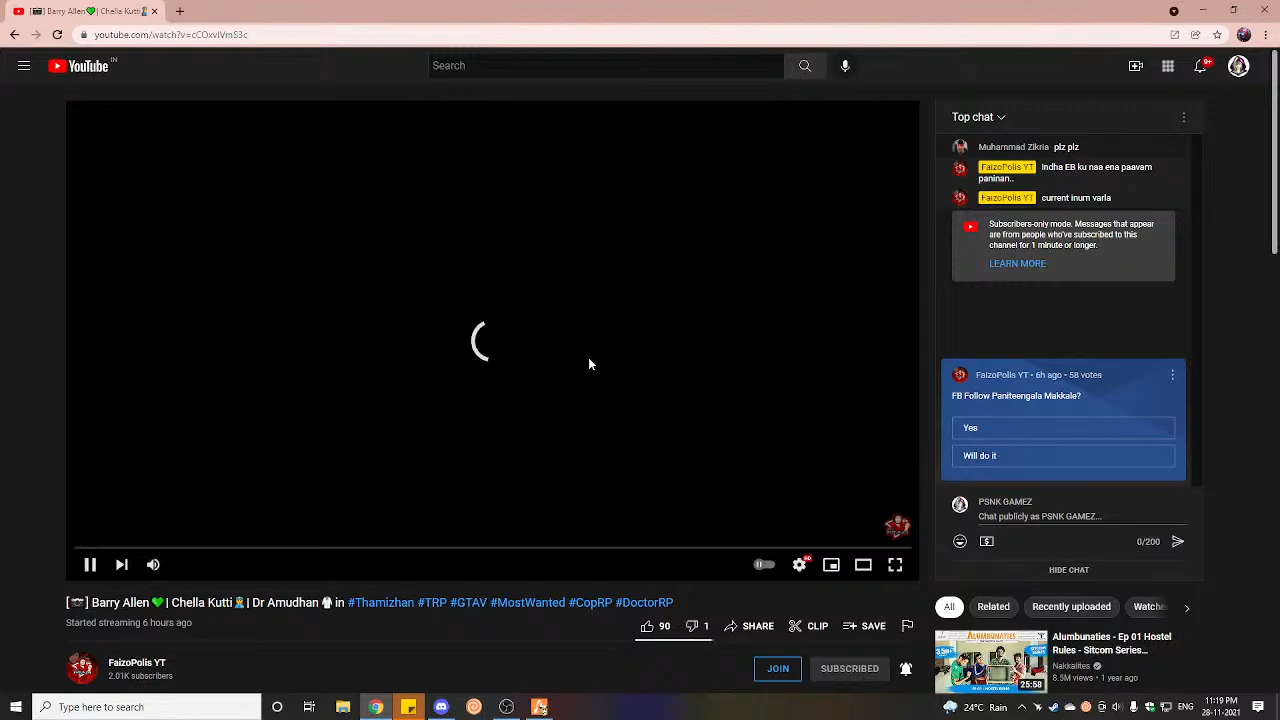 [📷] Barry Allen💚| Chella Kutti
youtube.com/watch?v=cCOxvIVmS3c
YouTube IN
Search
9+
Top chat
Muhammad Zikria plz plz
FaizoPolis YT Indha EB ku naa ena paavam
paninan..
FaizoPolis YT current inum varla
Subscribers-only mode. Messages that appear
are from people who've subscribed to this
channel for 1 minute or longer.
LEARN MORE
FaizoPolis YT • 6h ago • 58 votes
FB Follow Paniteengala Makkale?
Yes
Will do it
PSNK GAMEZ
Chat publicly as PSNK GAMEZ...
0/200
HIDE CHAT
HD
[📷] Barry Allen💚| Chella Kutti👮| Dr Amudhan🥼in #Thamizhan #TRP #GTAV #MostWanted #CopRP #DoctorRP
Started streaming 6 hours ago
90 1 SHARE CLIP SAVE
FaizoPolis YT
2.01K subscribers
JOIN SUBSCRIBED
All Related Recently uploaded Watche
ALUMBUNATIES
25:58
Alumbunaties - Ep 01 Hostel
Rules - Sitcom Series...
Nakkalites
8.5M views • 1 year ago
Type here to search
24°C Rain
ENG
11:19 PM
28-11-2021